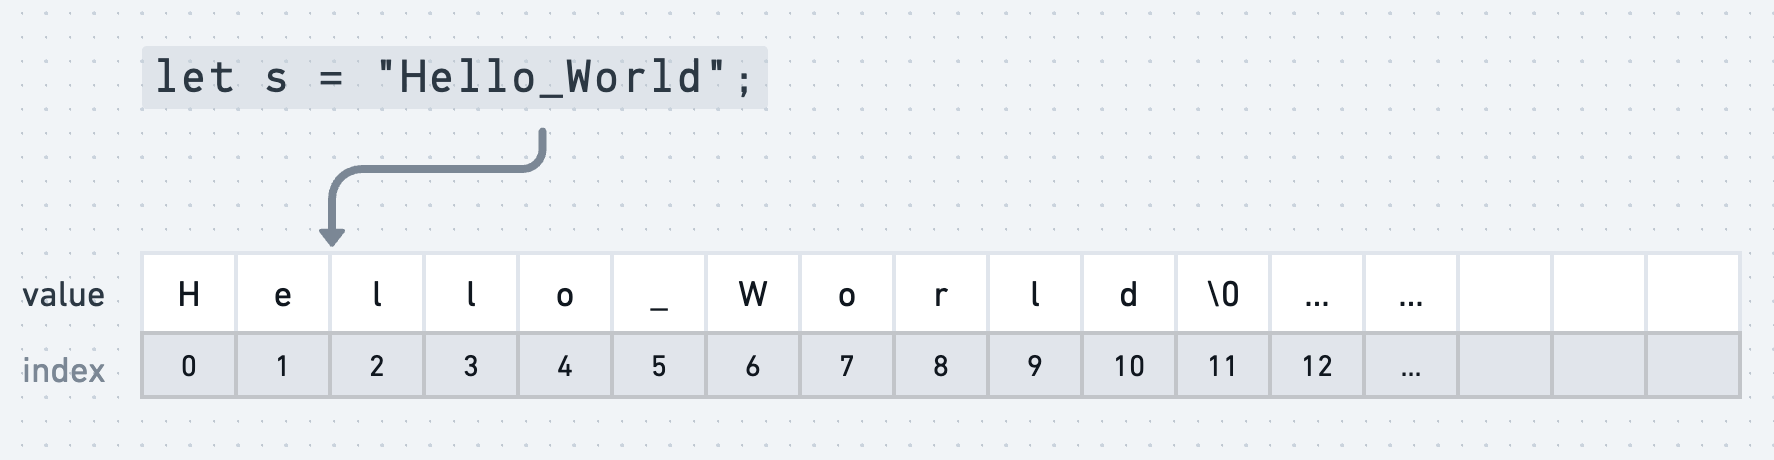 let s = "Hello_World";
value H e l l o _ W o r l d \0 ... ...
index 0 1 2 3 4 5 6 7 8 9 10 11 12 ...